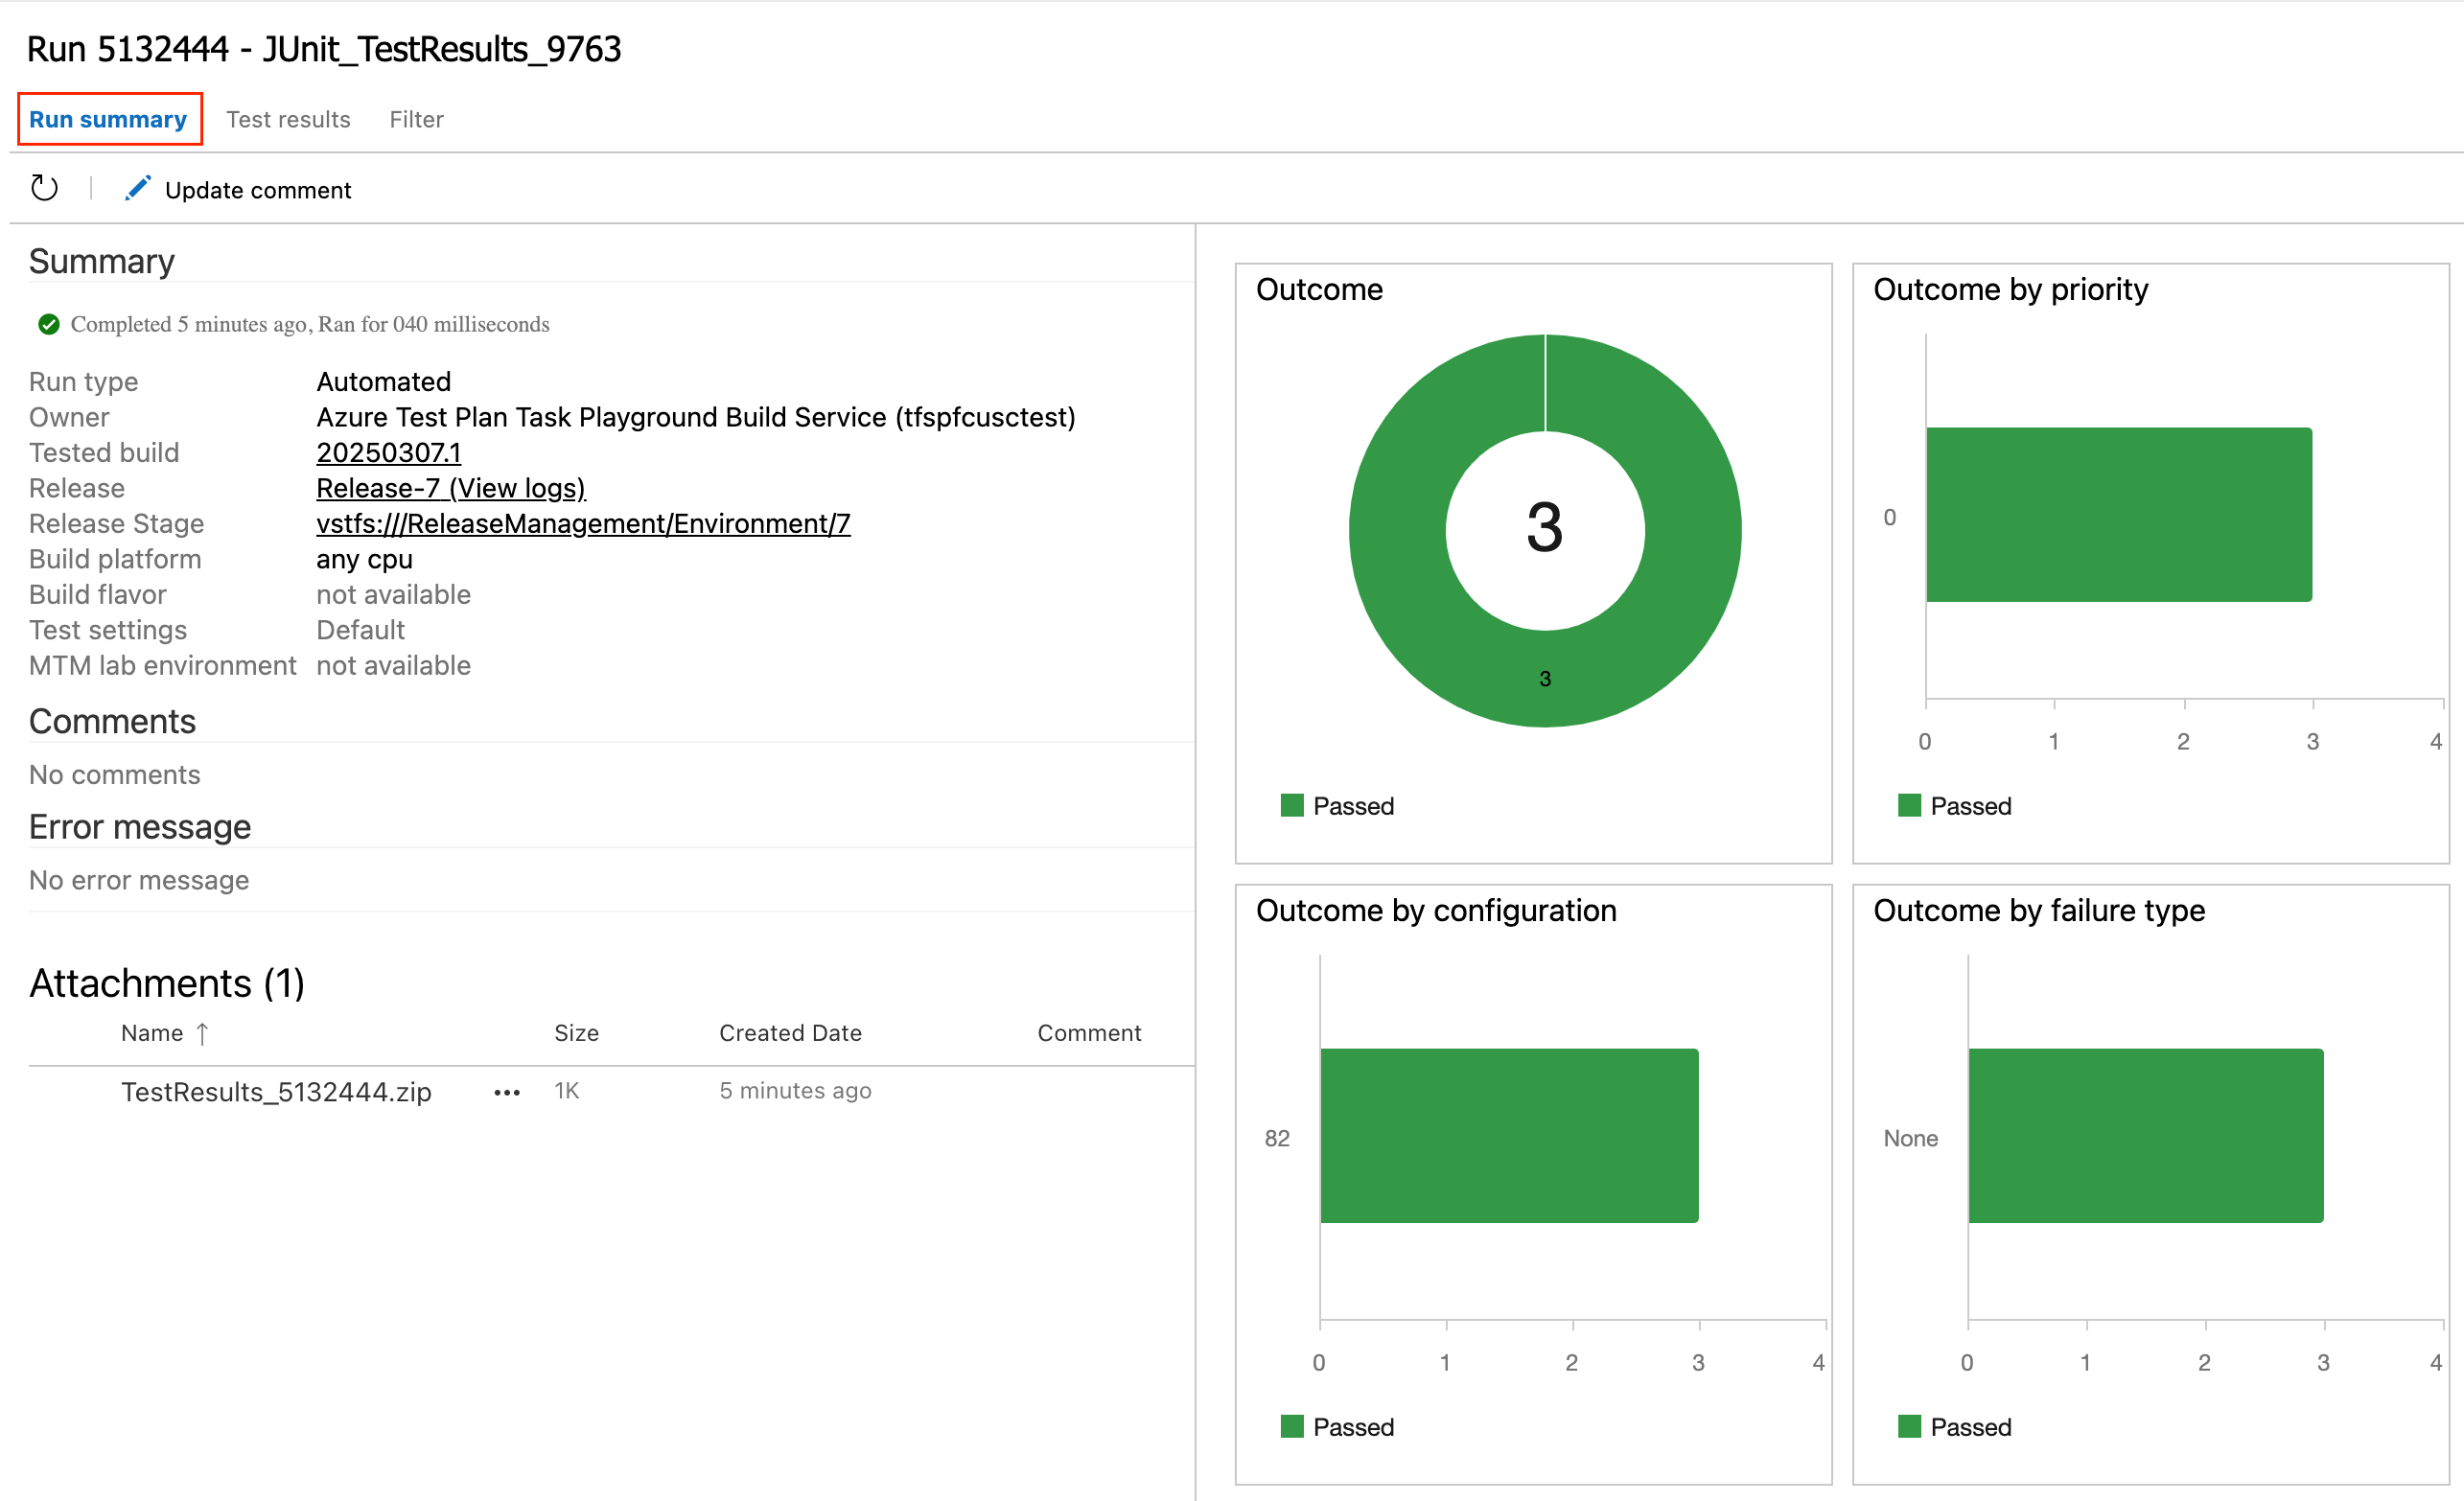 Run 5132444 - JUnit_TestResults_9763
Run summary Test results Filter
Update comment
Summary
Completed 5 minutes ago, Ran for 040 milliseconds
Run type Automated
Owner Azure Test Plan Task Playground Build Service (tfspfcusctest)
Tested build 20250307.1
Release Release-7 (View logs)
Release Stage vstfs:///ReleaseManagement/Environment/7
Build platform any cpu
Build flavor not available
Test settings Default
MTM lab environment not available
Comments
No comments
Error message
No error message
Attachments (1)
Name ↑ Size Created Date Comment
TestResults_5132444.zip ••• 1K 5 minutes ago
Outcome
3
3
Passed
Outcome by priority
0
0 1 2 3 4
Passed
Outcome by configuration
82
0 1 2 3 4
Passed
Outcome by failure type
None
0 1 2 3 4
Passed